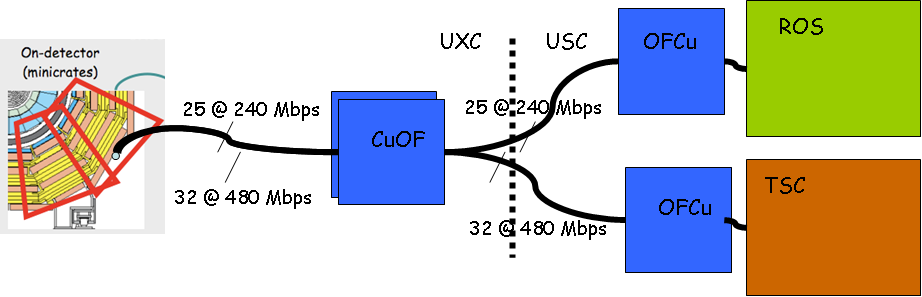 On-detector
(minicrates)
25 @ 240 Mbps
32 @ 480 Mbps
CuOF
UXC
USC
25 @ 240 Mbps
32 @ 480 Mbps
OFCu
ROS
OFCu
TSC